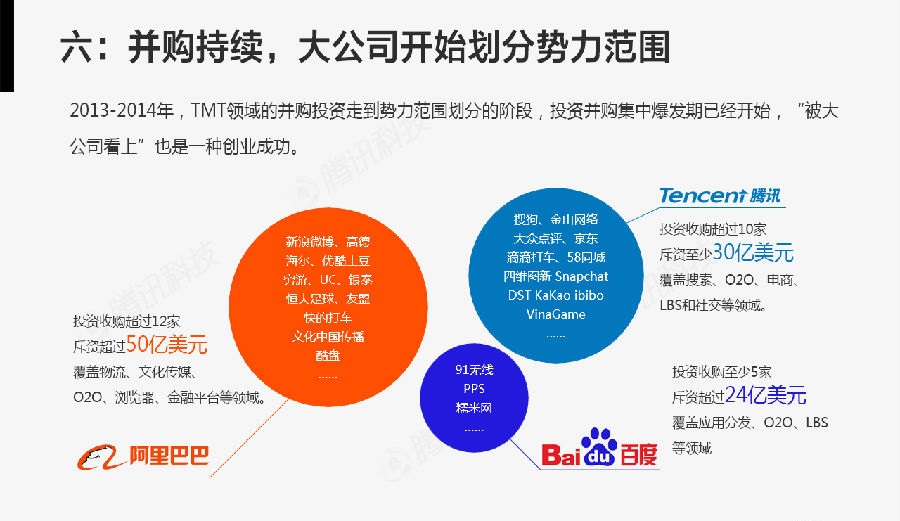 六：并购持续，大公司开始划分势力范围
2013-2014年，TMT领域的并购投资走到势力范围划分的阶段，投资并购集中爆发期已经开始，“被大
公司看上”也是一种创业成功。
腾讯科技
腾讯科技
新浪微博、高德
海尔、优酷土豆
穷游、UC、银泰
恒大足球、友盟
快的打车
文化中国传播
酷盘
......
投资收购超过12家
斥资超过50亿美元
覆盖物流、文化传媒、
O2O、浏览器、金融平台等领域。
阿里巴巴
搜狗、金山网络
大众点评、京东
滴滴打车、58同城
四维图新 Snapchat
DST KaKao ibibo
VinaGame
......
Tencent 腾讯
投资收购超过10家
斥资至少30亿美元
覆盖搜索、O2O、电商、
LBS和社交等领域。
91无线
PPS
糯米网
......
Bai du 百度
投资收购至少5家
斥资超过24亿美元
覆盖应用分发、O2O、LBS
等领域